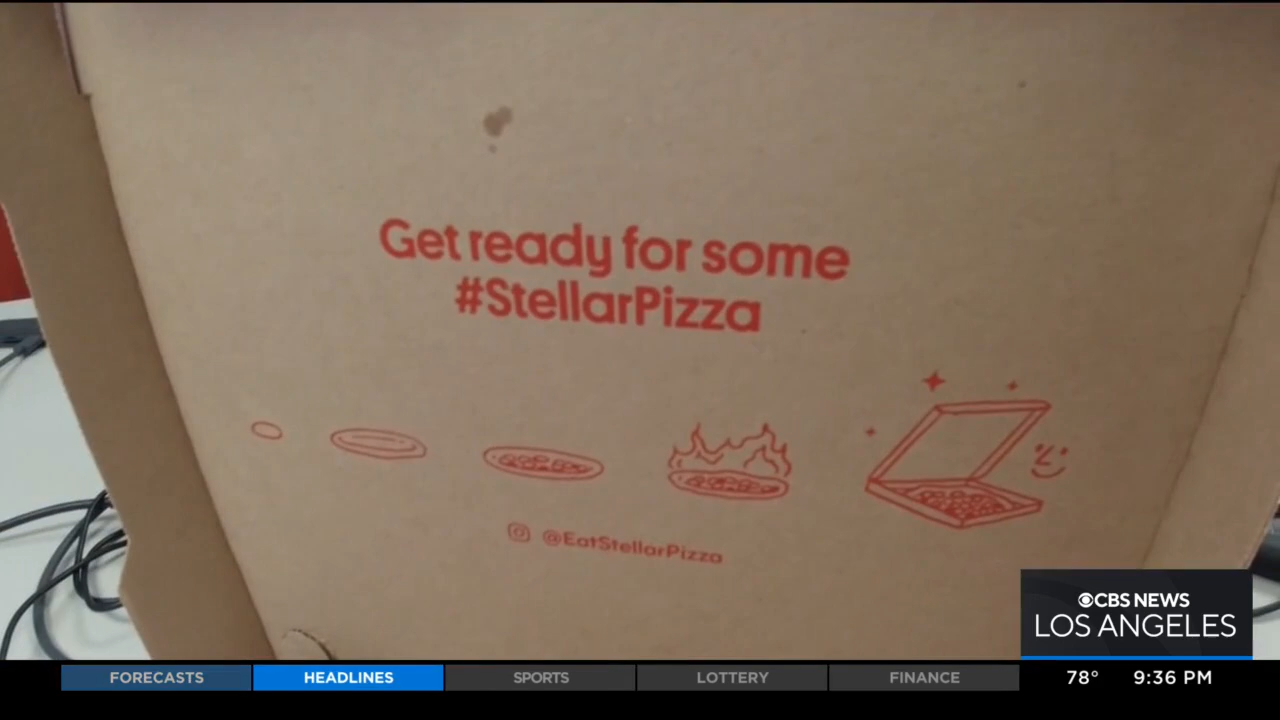 Get ready for some
#StellarPizza
@EatStellarPizza
CBS NEWS
LOS ANGELES
FORECASTS
HEADLINES
SPORTS
LOTTERY
FINANCE
78°
9:36 PM